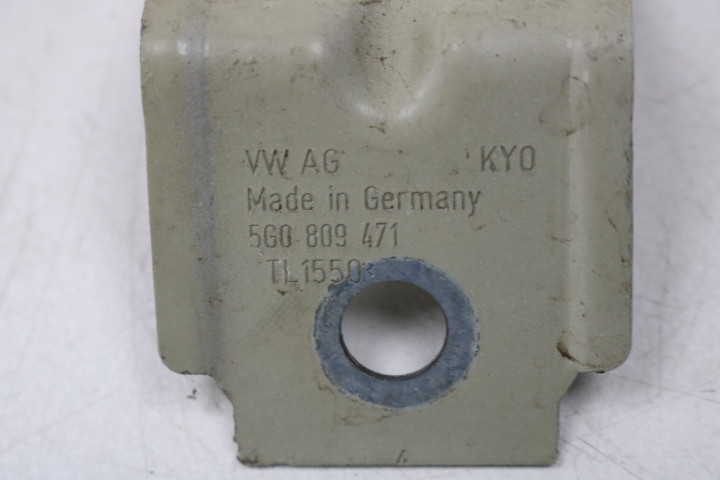 VW AG KYO
Made in Germany
5G0 809 471
TL1550